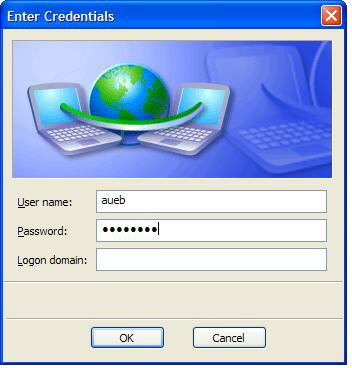 Enter Credentials
User name: aueb
Password: ●●●●●●●●
Logon domain:
OK Cancel